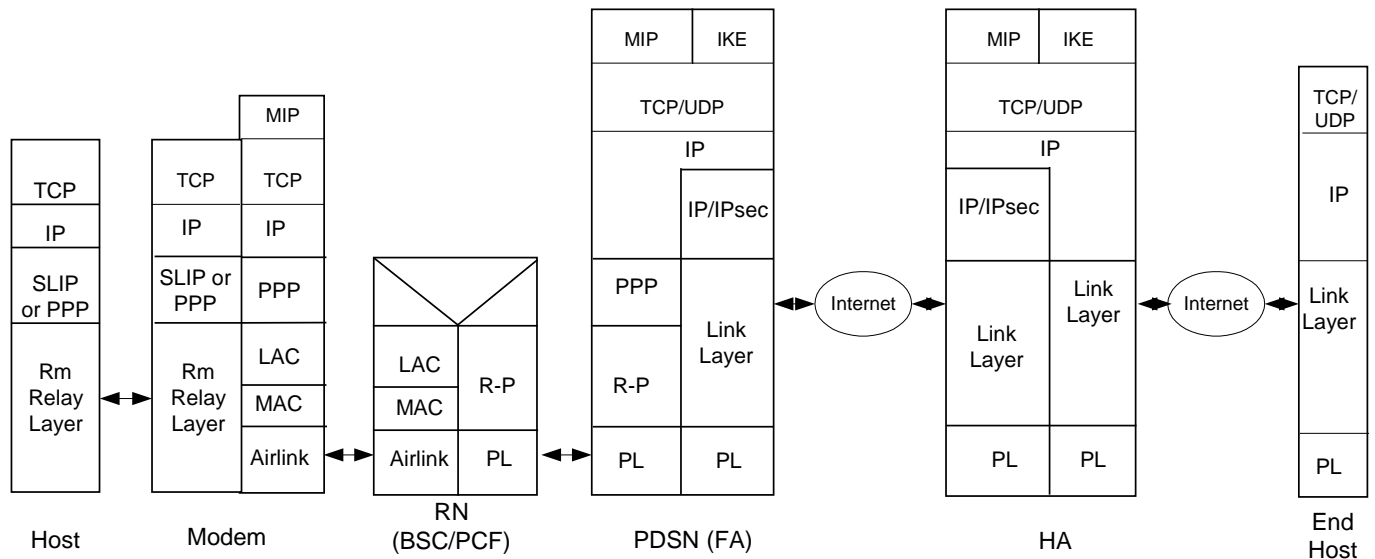 TCP
IP
SLIP
or PPP
Rm
Relay
Layer
Host
TCP
IP
SLIP or
PPP
Rm
Relay
Layer
MIP
TCP
IP
PPP
LAC
MAC
Airlink
Modem
LAC
MAC
Airlink
R-P
PL
RN
(BSC/PCF)
MIP
IKE
TCP/UDP
IP
IP/IPsec
PPP
R-P
PL
Link
Layer
PL
PDSN (FA)
Internet
MIP
IKE
TCP/UDP
IP
IP/IPsec
Link
Layer
PL
Link
Layer
PL
HA
Internet
TCP/
UDP
IP
Link
Layer
PL
End
Host